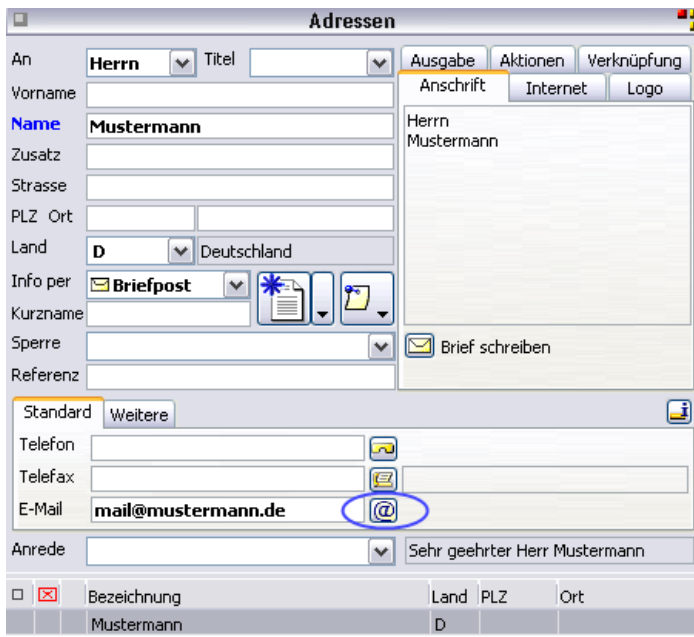 Adressen
An Herrn Titel
Ausgabe Aktionen Verknüpfung
Anschrift Internet Logo
Vorname
Name Mustermann
Zusatz
Strasse
PLZ Ort
Land D Deutschland
Info per Briefpost
Kurzname
Sperre
Referenz
Herrn
Mustermann
Brief schreiben
Standard Weitere
Telefon
Telefax
E-Mail mail@mustermann.de @
Anrede Sehr geehrter Herr Mustermann
Bezeichnung Land PLZ Ort
Mustermann D